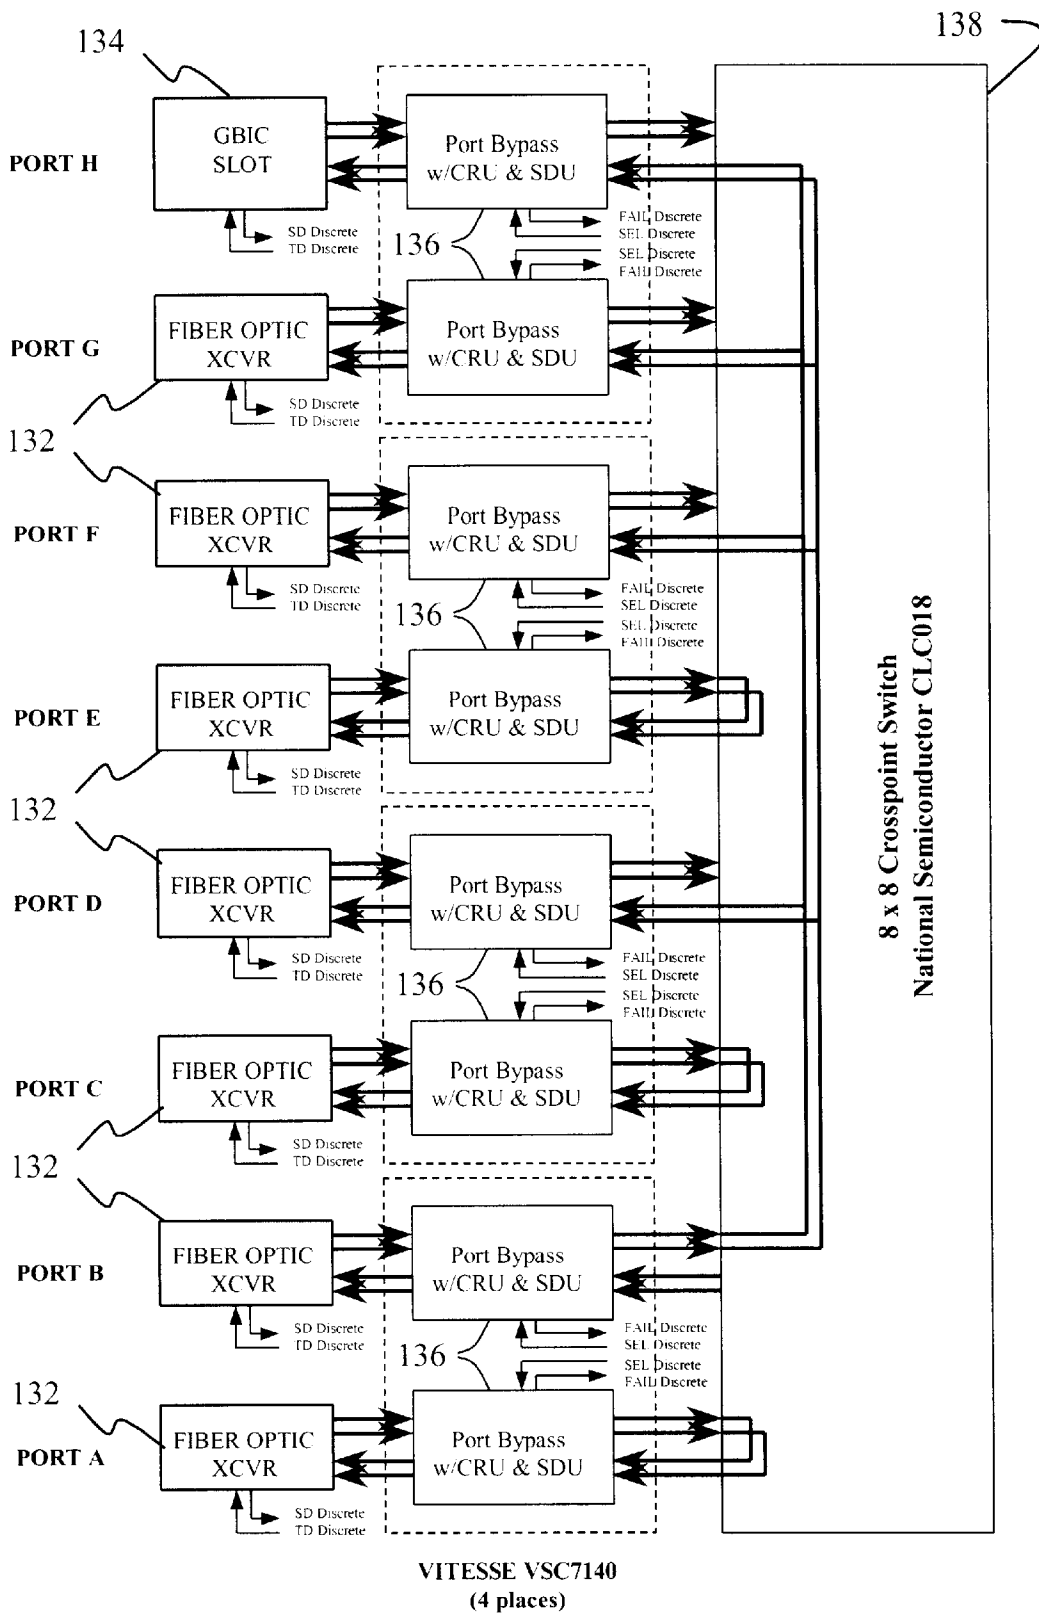 134
138
PORT H
GBIC
SLOT
Port Bypass
w/CRU & SDU
SD Discrete
TD Discrete
136
FAIL Discrete
SEL Discrete
SEL Discrete
FAIL Discrete
PORT G
FIBER OPTIC
XCVR
Port Bypass
w/CRU & SDU
SD Discrete
TD Discrete
132
PORT F
FIBER OPTIC
XCVR
Port Bypass
w/CRU & SDU
SD Discrete
TD Discrete
136
FAIL Discrete
SEL Discrete
SEL Discrete
FAIL Discrete
PORT E
FIBER OPTIC
XCVR
Port Bypass
w/CRU & SDU
SD Discrete
TD Discrete
132
8 x 8 Crosspoint Switch
National Semiconductor CLC018
PORT D
FIBER OPTIC
XCVR
Port Bypass
w/CRU & SDU
SD Discrete
TD Discrete
136
FAIL Discrete
SEL Discrete
SEL Discrete
FAIL Discrete
PORT C
FIBER OPTIC
XCVR
Port Bypass
w/CRU & SDU
SD Discrete
TD Discrete
132
PORT B
FIBER OPTIC
XCVR
Port Bypass
w/CRU & SDU
SD Discrete
TD Discrete
136
FAIL Discrete
SEL Discrete
SEL Discrete
FAIL Discrete
132
PORT A
FIBER OPTIC
XCVR
Port Bypass
w/CRU & SDU
SD Discrete
TD Discrete
VITESSE VSC7140
(4 places)